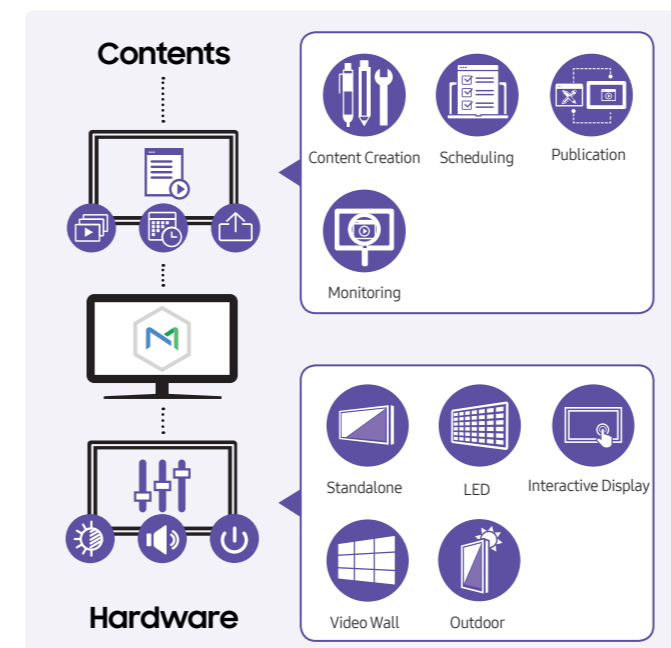 Contents
Content Creation
Scheduling
Publication
Monitoring
Standalone
LED
Interactive Display
Video Wall
Outdoor
Hardware